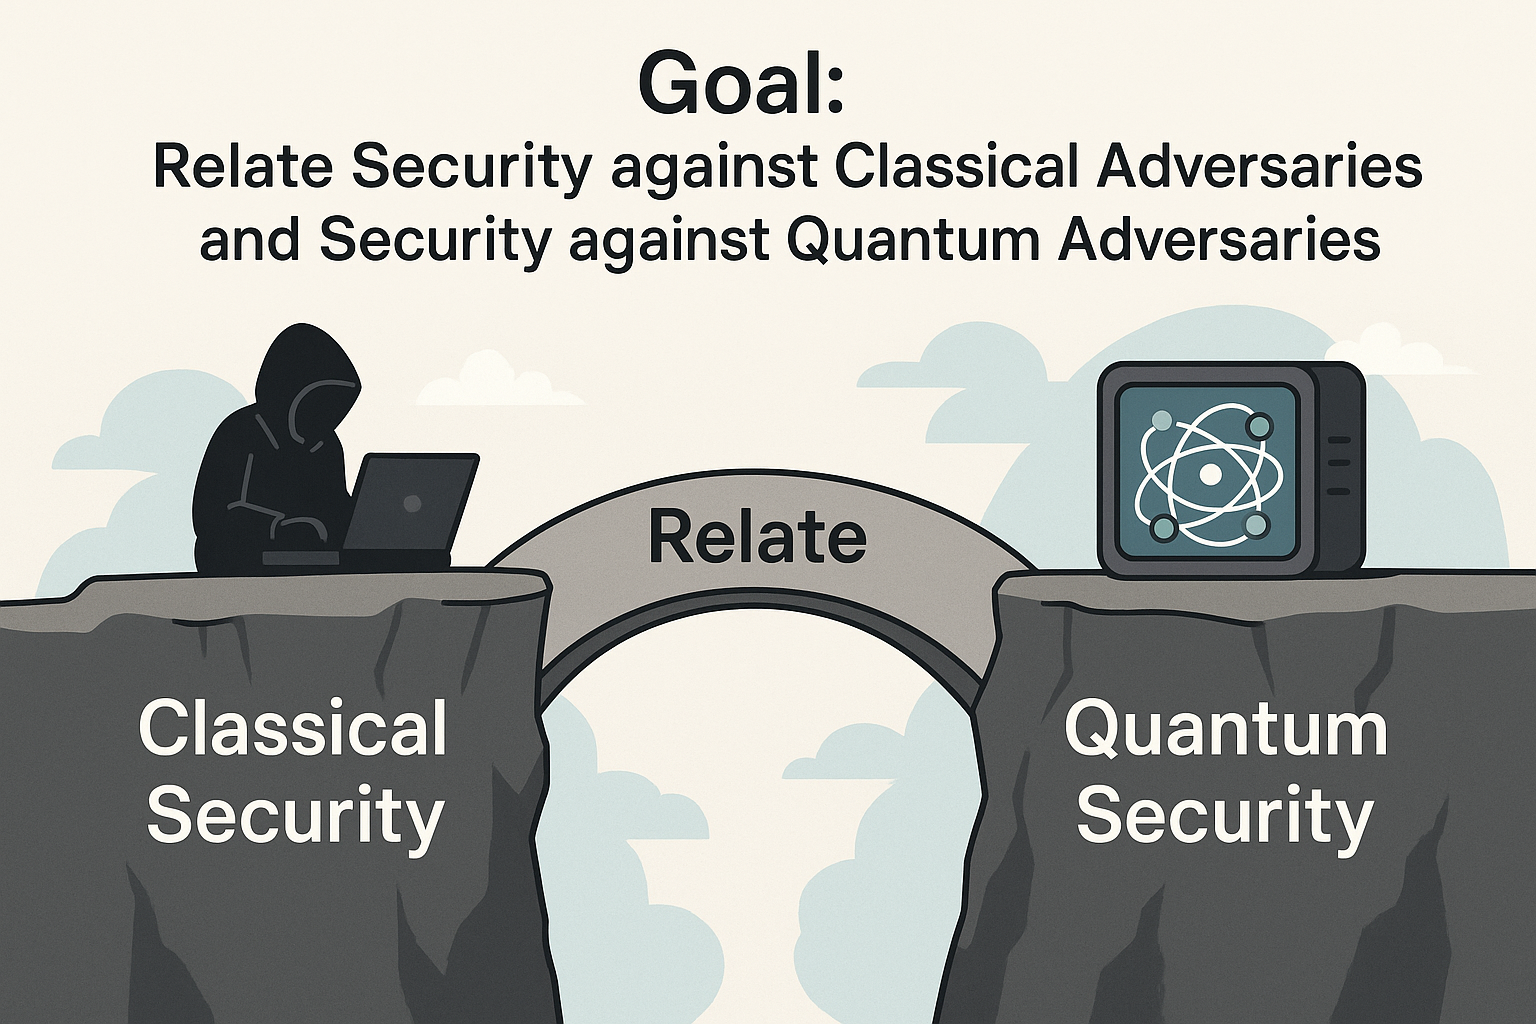 Goal:
Relate Security against Classical Adversaries
and Security against Quantum Adversaries
Relate
Classical
Security
Quantum
Security